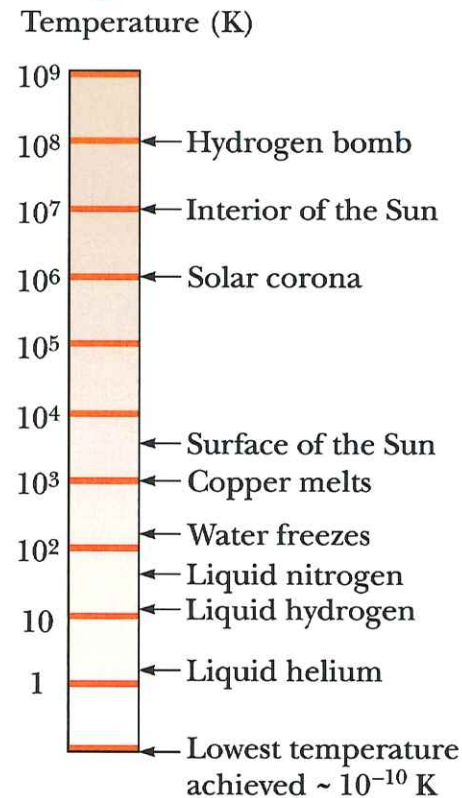 Temperature (K)
10⁹
10⁸ Hydrogen bomb
10⁷ Interior of the Sun
10⁶ Solar corona
10⁵
10⁴
Surface of the Sun
10³ Copper melts
Water freezes
10²
Liquid nitrogen
Liquid hydrogen
10
Liquid helium
1
Lowest temperature
achieved ~ 10⁻¹⁰ K